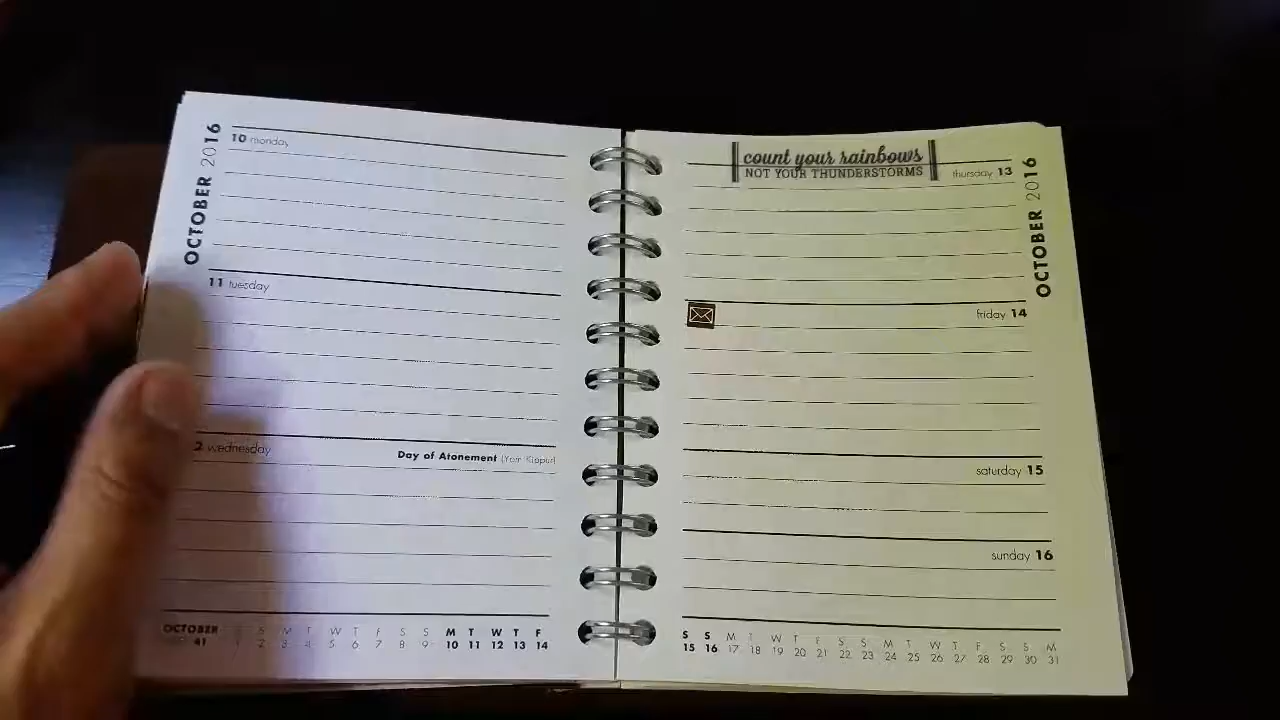 OCTOBER 2016
10 monday
11 tuesday
2 wednesday Day of Atonement (Yom Kippur)
OCTOBER S M T W T F S S M T W T F
41 2 3 4 5 6 7 8 9 10 11 12 13 14
count your rainbows
NOT YOUR THUNDERSTORMS
thursday 13
OCTOBER 2016
friday 14
saturday 15
sunday 16
S S M T W T F S S M T W T F S S M
15 16 17 18 19 20 21 22 23 24 25 26 27 28 29 30 31